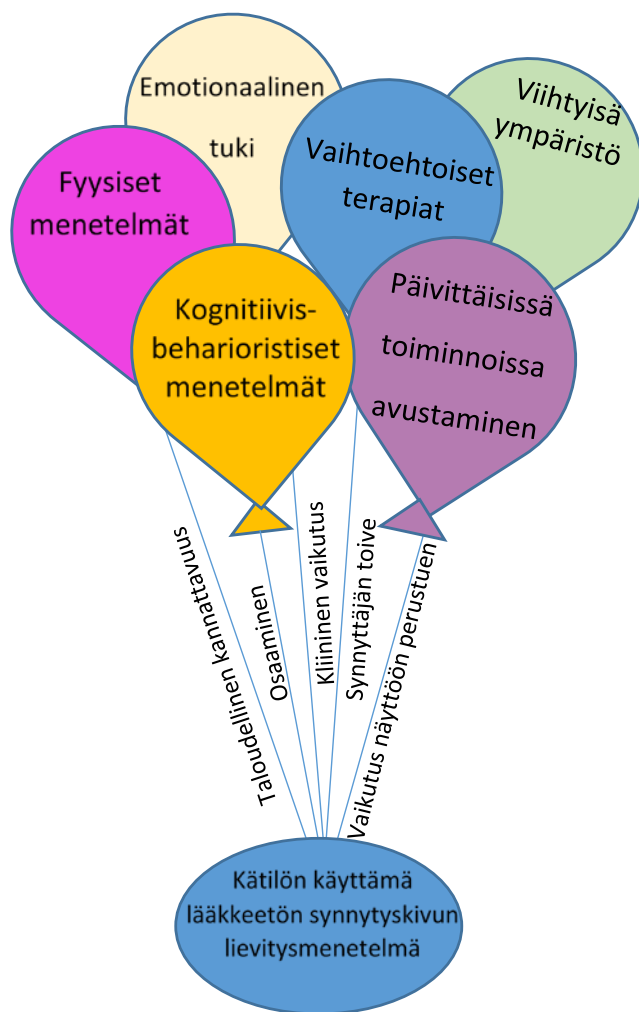 Emotionaalinen
tuki
Viihtyisä
ympäristö
Vaihtoehtoiset
terapiat
Fyysiset
menetelmät
Kognitiivis-
beharioristiset
menetelmät
Päivittäisissä
toiminnoissa
avustaminen
Taloudellinen kannattavuus
Osaaminen
Kliininen vaikutus
Synnyttäjän toive
Vaikutus näyttöön perustuen
Kätilön käyttämä
lääkkeetön synnytyskivun
lievitysmenetelmä